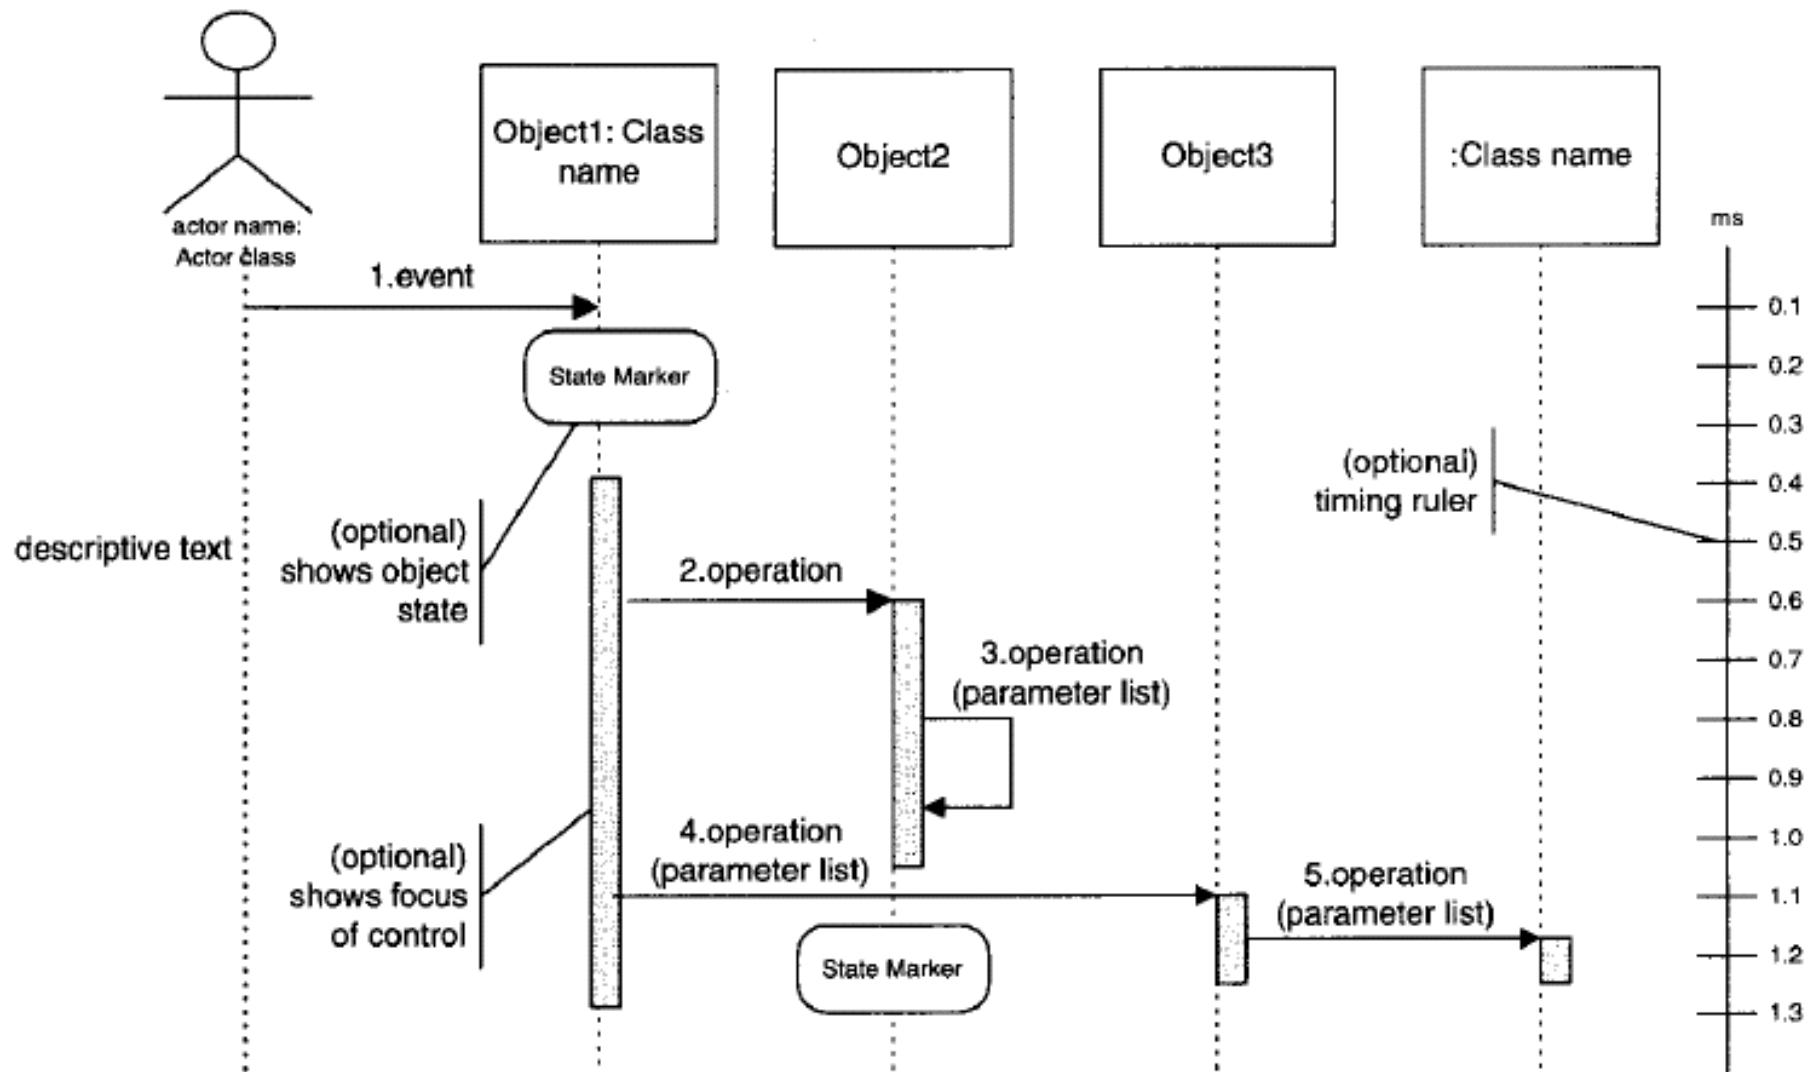 actor name:
Actor class
Object1: Class
name
Object2
Object3
:Class name
ms
1.event
0.1
State Marker
0.2
0.3
(optional)
timing ruler
0.4
descriptive text
(optional)
shows object
state
0.5
2.operation
0.6
3.operation
(parameter list)
0.7
0.8
0.9
4.operation
(parameter list)
1.0
(optional)
shows focus
of control
5.operation
(parameter list)
1.1
State Marker
1.2
1.3